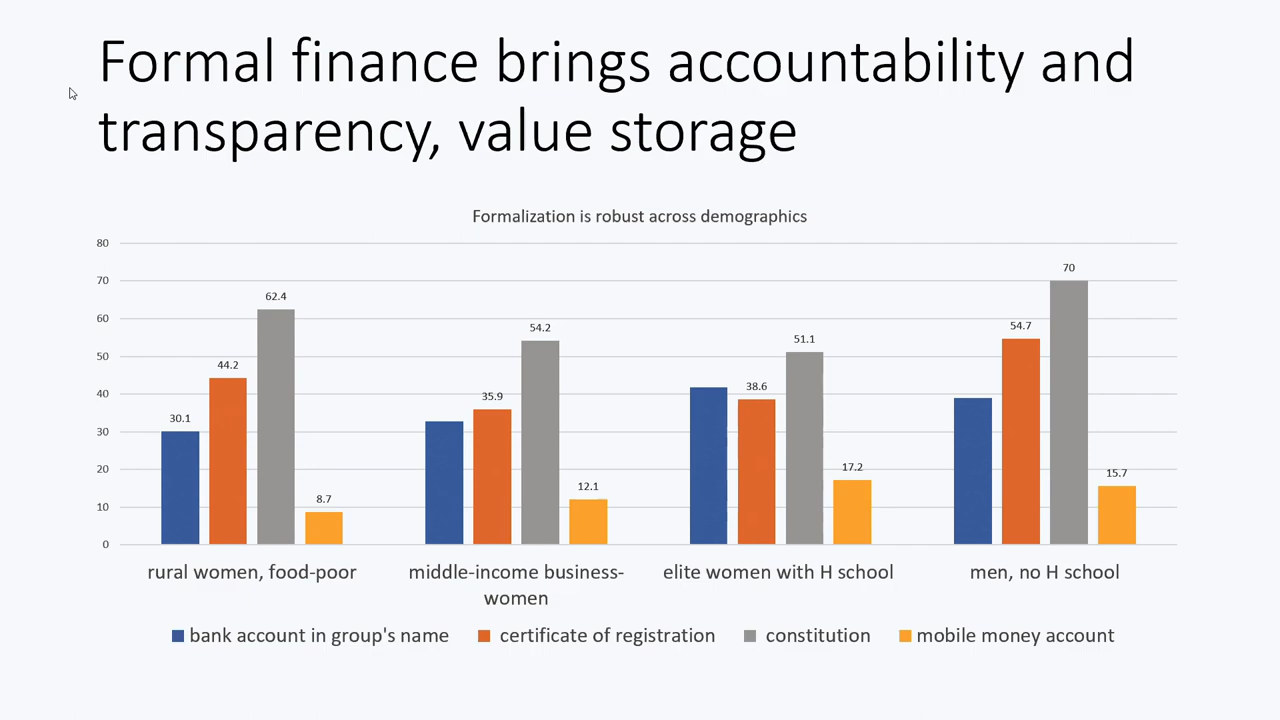 Formal finance brings accountability and
transparency, value storage
Formalization is robust across demographics
80
70
60
50
40
30
20
10
0
30.1
44.2
62.4
8.7
35.9
54.2
12.1
38.6
51.1
17.2
54.7
70
15.7
rural women, food-poor
middle-income business-
women
elite women with H school
men, no H school
bank account in group's name
certificate of registration
constitution
mobile money account